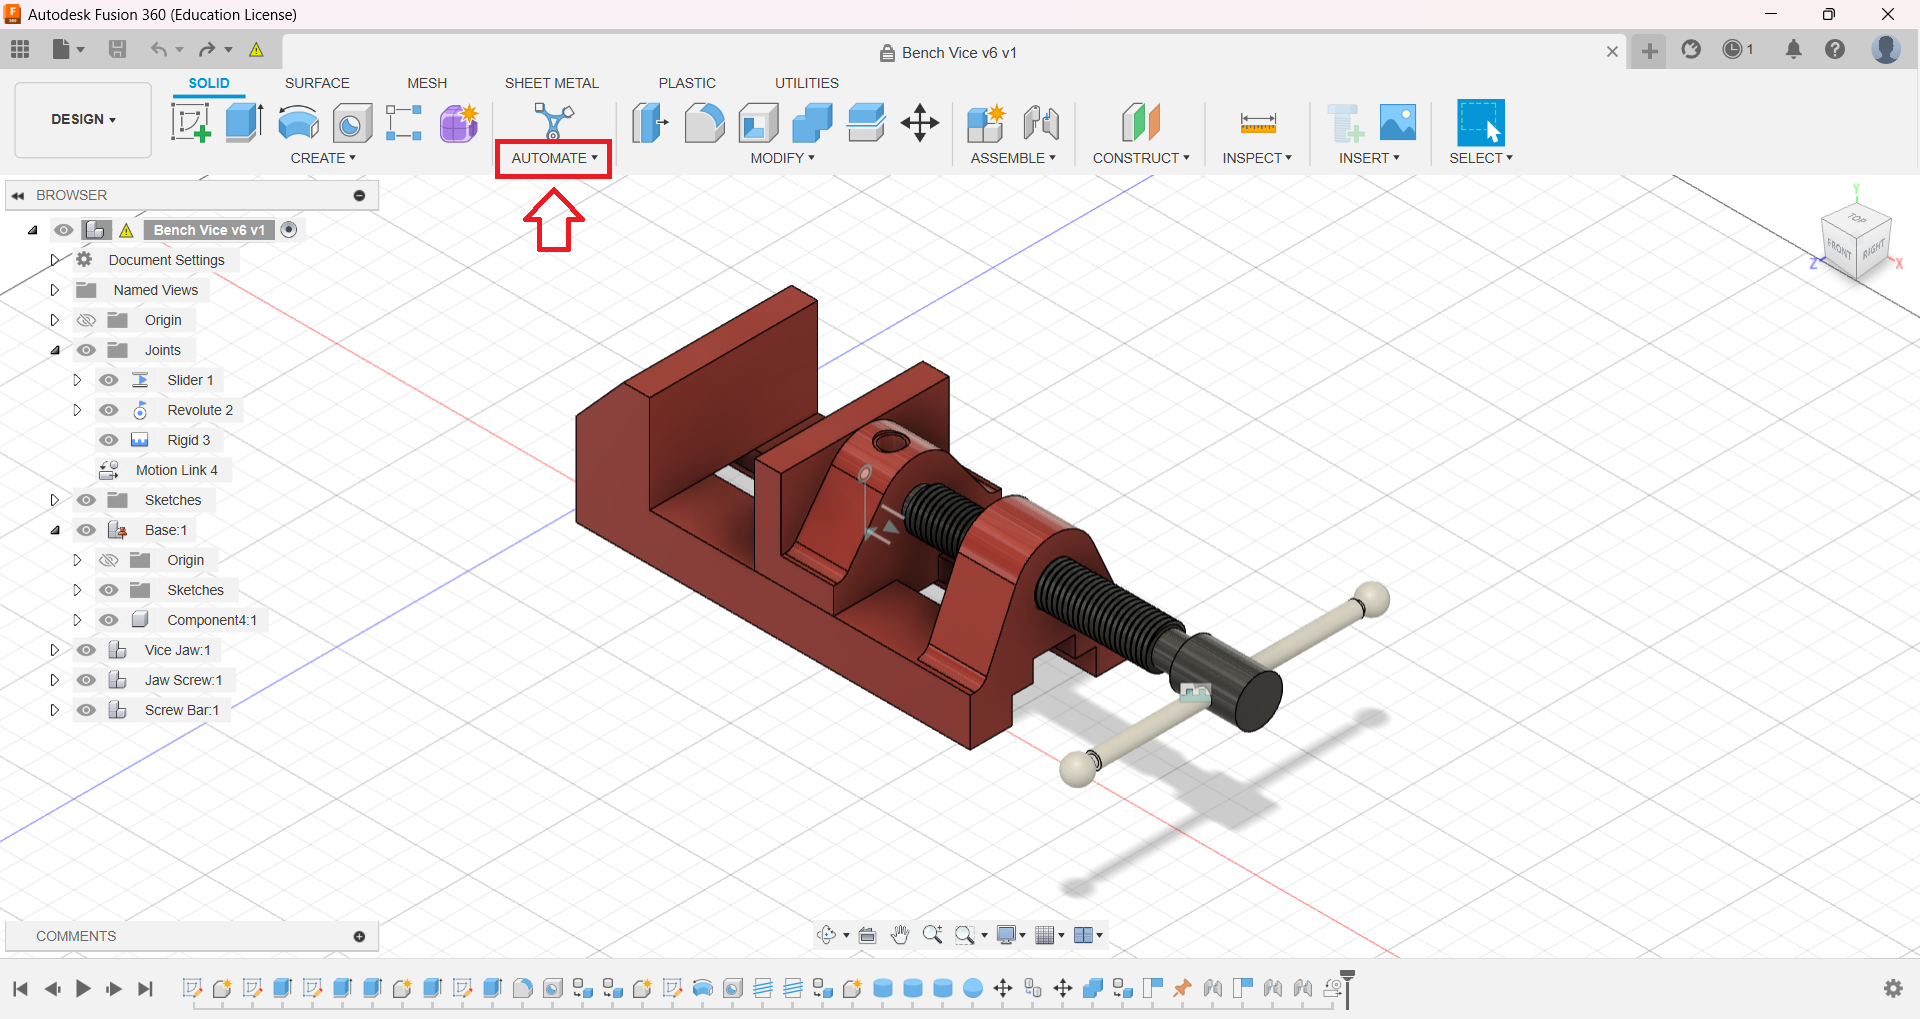 Autodesk Fusion 360 (Education License)
Bench Vice v6 v1
1
DESIGN
SOLID
SURFACE
MESH
SHEET METAL
PLASTIC
UTILITIES
CREATE
AUTOMATE
MODIFY
ASSEMBLE
CONSTRUCT
INSPECT
INSERT
SELECT
BROWSER
Bench Vice v6 v1
Document Settings
Named Views
Origin
Joints
Slider 1
Revolute 2
Rigid 3
Motion Link 4
Sketches
Base:1
Origin
Sketches
Component4:1
Vice Jaw:1
Jaw Screw:1
Screw Bar:1
Y
TOP
FRONT
RIGHT
Z
X
COMMENTS